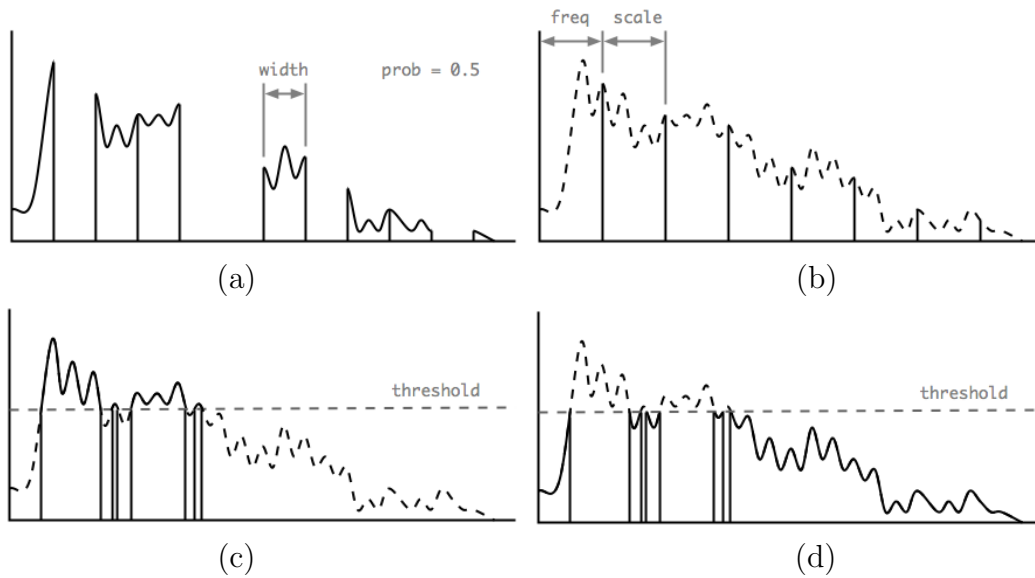 width
prob = 0.5
(a)
freq
scale
(b)
threshold
(c)
threshold
(d)